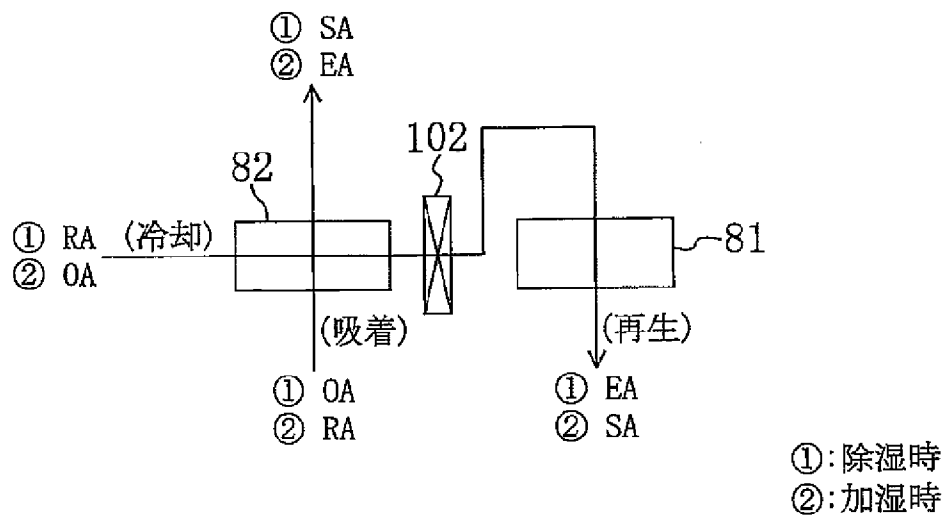 ① SA
② EA
102
82
81
① RA (冷却)
② OA
(吸着)
(再生)
① OA
② RA
① EA
② SA
①:除湿時
②:加湿時